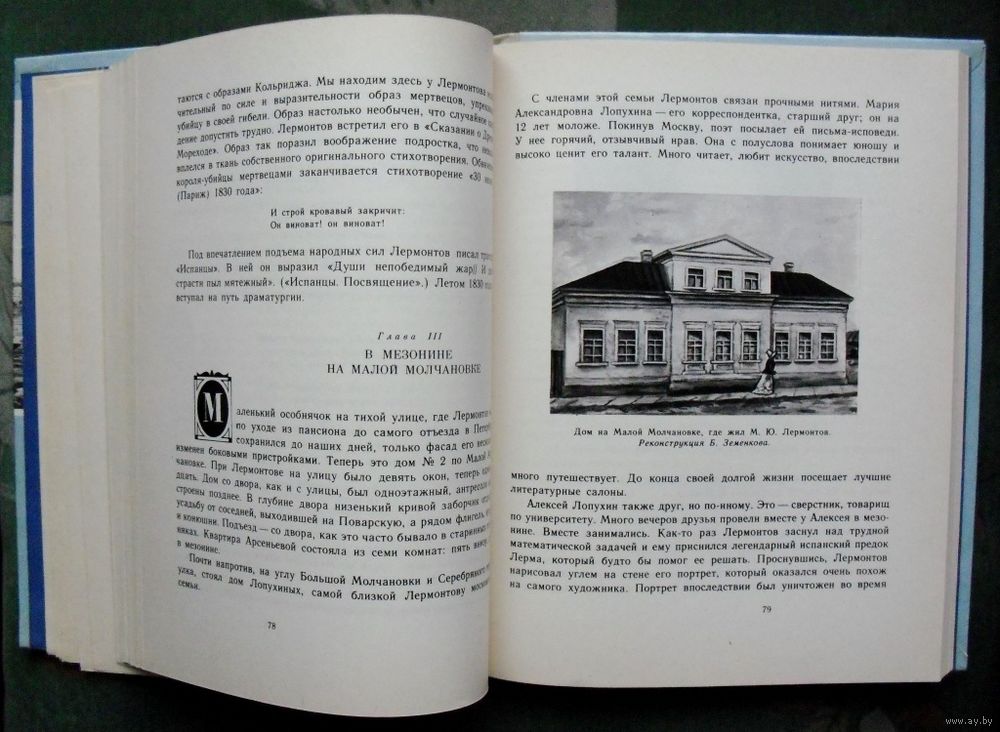 таются с образами Кольриджа. Мы находим здесь у Лермонтова
чительный по силе и выразительности образ мертвецов,
убийцу в своей гибели. Образ настолько необычен, что случайное
дение допустить трудно. Лермонтов встретил его в «Сказании о
Мореходе». Образ так поразил воображение подростка, что
вплелся в ткань собственного оригинального стихотворения.
короля-убийцы мертвецами заканчивается стихотворение «30
(Париж) 1830 года»:
И строй кровавый закричит:
Он виноват! он виноват!
Под впечатлением подъема народных сил Лермонтов писал
«Испанцы». В ней он выразил «Души непобедимый жар)) И
страсти пыл мятежный». («Испанцы. Посвящение».) Летом 1830
вступал на путь драматургии.
Глава III
В МЕЗОНИНЕ
НА МАЛОЙ МОЛЧАНОВКЕ
Маленький особнячок на тихой улице, где
по уходе из пансиона до самого отъезда в
сохранился до наших дней, только фасад его
изменен боковыми пристройками. Теперь это дом № 2 по Малой
чановке. При Лермонтове на улицу было девять окон, теперь
дцать. Дом со двора, как и с улицы, был одноэтажный,
строены позднее. В глубине двора низенький кривой заборчик
усадьбу от соседей, выходившей на Поварскую, а рядом флигель,
и конюшни. Подъезд — со двора, как это часто бывало в
няках. Квартира Арсеньевой состояла из семи комнат: пять
в мезонине.
Почти напротив, на углу Большой Молчановки и
улка, стоял дом Лопухиных, самой близкой Лермонтову
семьи.
78
С членами этой семьи Лермонтов связан прочными нитями. Мария
Александровна Лопухина — его корреспондентка, старший друг; он на
12 лет моложе. Покинув Москву, поэт посылает ей письма-исповеди.
У нее горячий, отзывчивый нрав. Она с полуслова понимает юношу и
высоко ценит его талант. Много читает, любит искусство, впоследствии
Дом на Малой Молчановке, где жил М. Ю. Лермонтов.
Реконструкция Б. Земенкова.
много путешествует. До конца своей долгой жизни посещает лучшие
литературные салоны.
Алексей Лопухин также друг, но по-иному. Это — сверстник, товарищ
по университету. Много вечеров друзья провели вместе у Алексея в мезо-
нине. Вместе занимались. Как-то раз Лермонтов заснул над трудной
математической задачей и ему приснился легендарный испанский предок
Лерма, который будто бы помог ее решать. Проснувшись, Лермонтов
нарисовал углем на стене его портрет, который оказался очень похож
на самого художника. Портрет впоследствии был уничтожен во время
79
www.ay.by